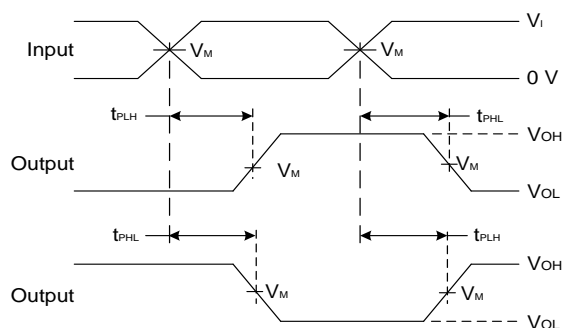 VI
Input VM VM
0 V
tPLH tPHL
VOH
Output VM VM
VOL
tPHL tPLH
VOH
VM VM
Output
VOL